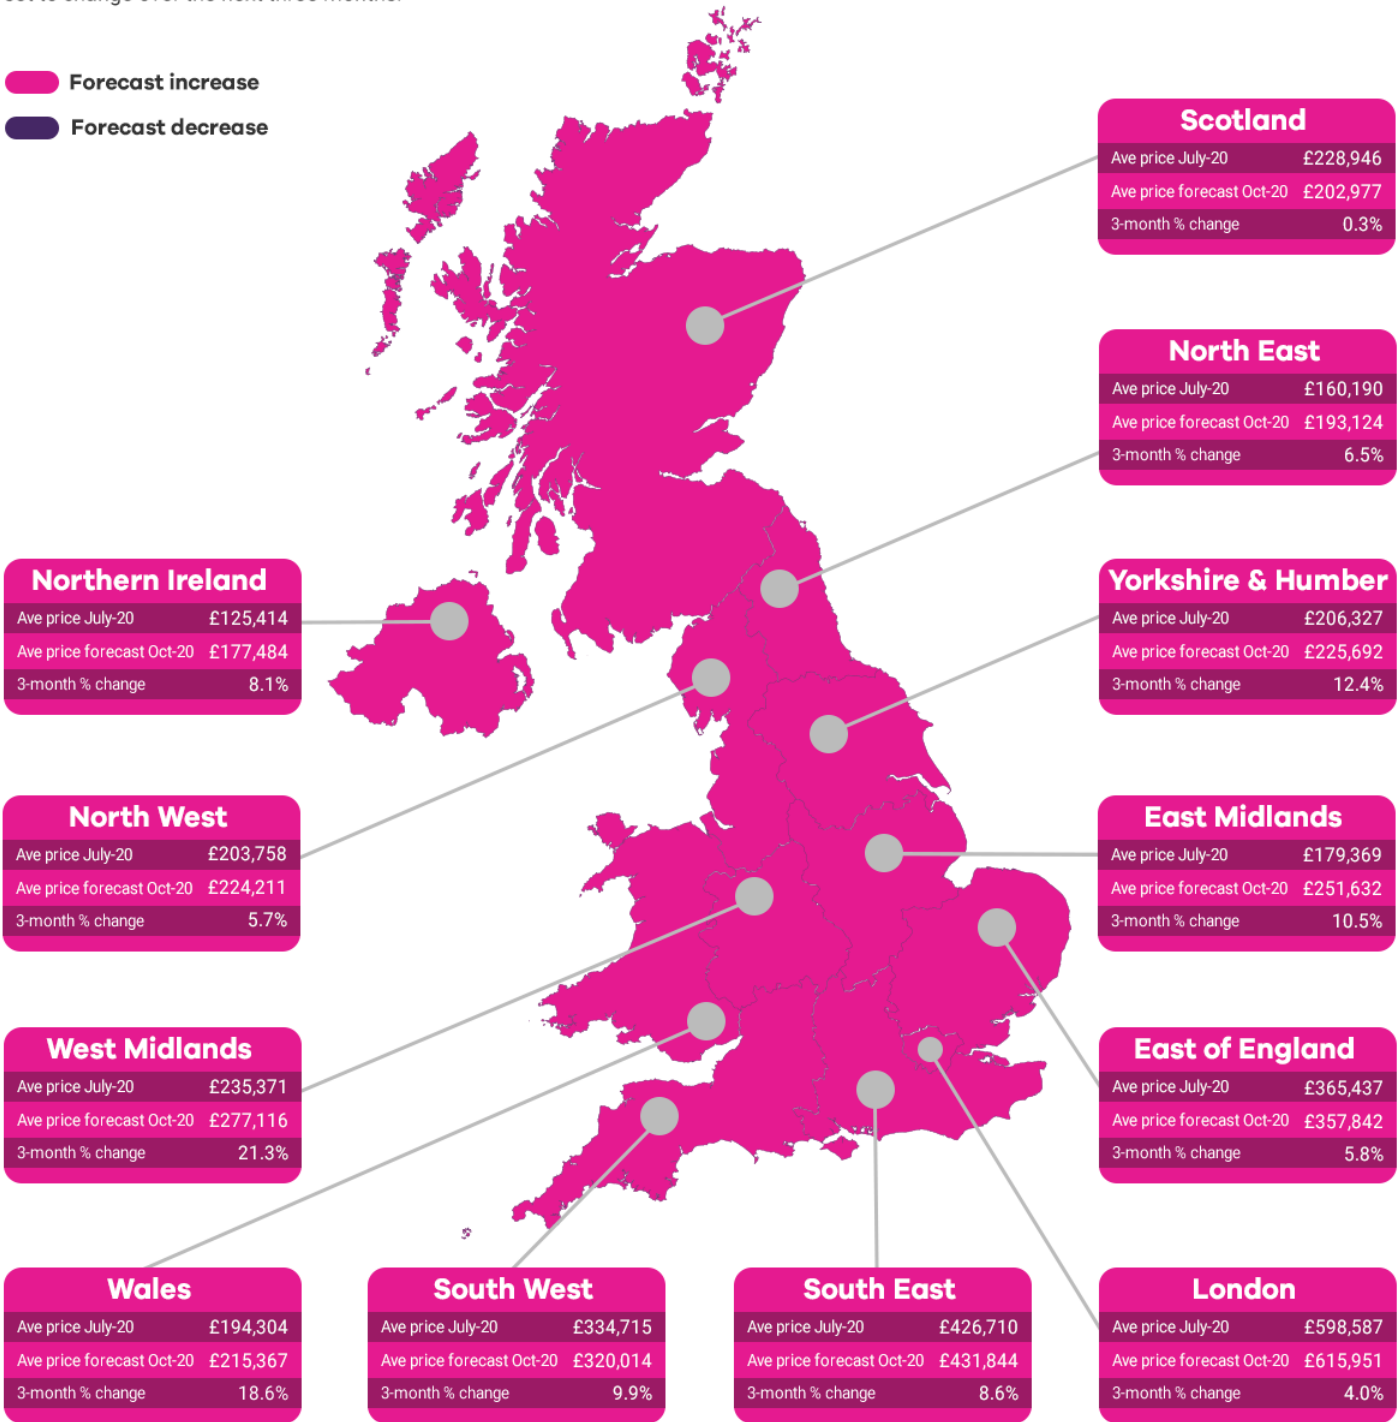 Forecast increase
Forecast decrease
Scotland
Ave price July-20 £228,946
Ave price forecast Oct-20 £202,977
3-month % change 0.3%
North East
Ave price July-20 £160,190
Ave price forecast Oct-20 £193,124
3-month % change 6.5%
Northern Ireland
Ave price July-20 £125,414
Ave price forecast Oct-20 £177,484
3-month % change 8.1%
Yorkshire & Humber
Ave price July-20 £206,327
Ave price forecast Oct-20 £225,692
3-month % change 12.4%
North West
Ave price July-20 £203,758
Ave price forecast Oct-20 £224,211
3-month % change 5.7%
East Midlands
Ave price July-20 £179,369
Ave price forecast Oct-20 £251,632
3-month % change 10.5%
West Midlands
Ave price July-20 £235,371
Ave price forecast Oct-20 £277,116
3-month % change 21.3%
East of England
Ave price July-20 £365,437
Ave price forecast Oct-20 £357,842
3-month % change 5.8%
Wales
Ave price July-20 £194,304
Ave price forecast Oct-20 £215,367
3-month % change 18.6%
South West
Ave price July-20 £334,715
Ave price forecast Oct-20 £320,014
3-month % change 9.9%
South East
Ave price July-20 £426,710
Ave price forecast Oct-20 £431,844
3-month % change 8.6%
London
Ave price July-20 £598,587
Ave price forecast Oct-20 £615,951
3-month % change 4.0%